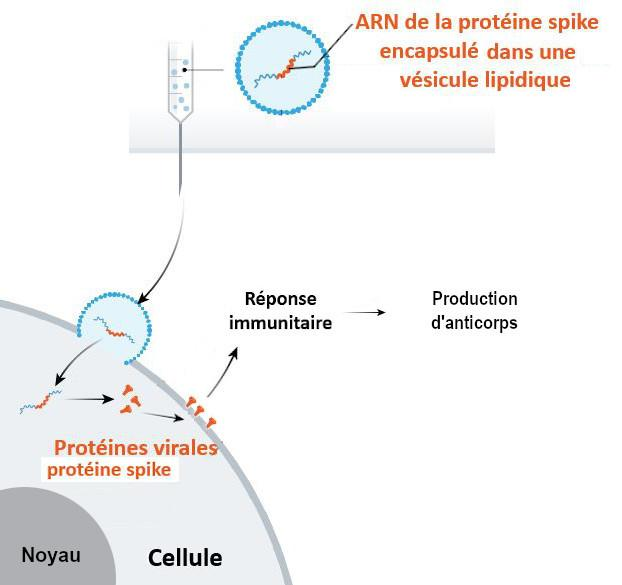 ARN de la protéine spike
encapsulé dans une
vésicule lipidique
Réponse
immunitaire
Production
d'anticorps
Protéines virales
protéine spike
Noyau
Cellule